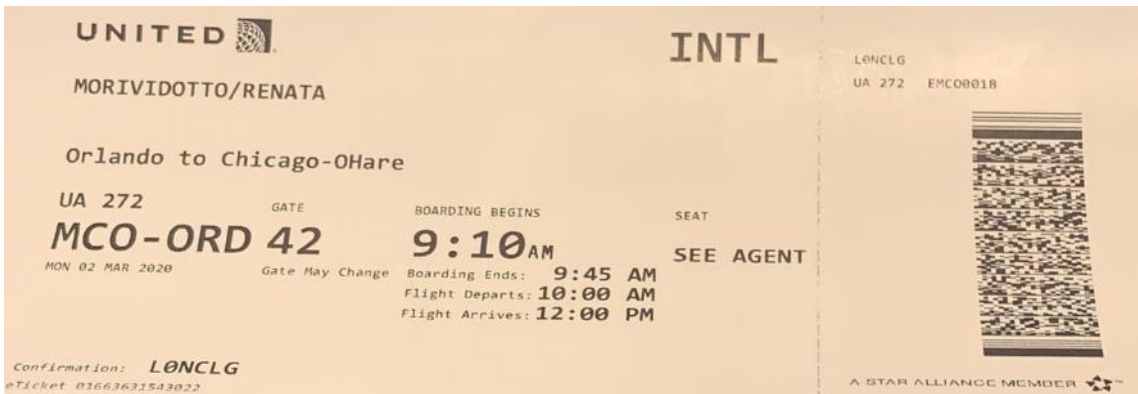 UNITED
INTL
MORIVIDOTTO/RENATA
Orlando to Chicago-OHare
UA 272
GATE
BOARDING BEGINS
SEAT
MCO-ORD 42 9:10AM SEE AGENT
MON 02 MAR 2020
Gate May Change
Boarding Ends: 9:45 AM
Flight Departs: 10:00 AM
Flight Arrives: 12:00 PM
Confirmation: L0NCLG
eTicket 01663631543022
L0NCLG
UA 272 EMCO0018
A STAR ALLIANCE MEMBER ™